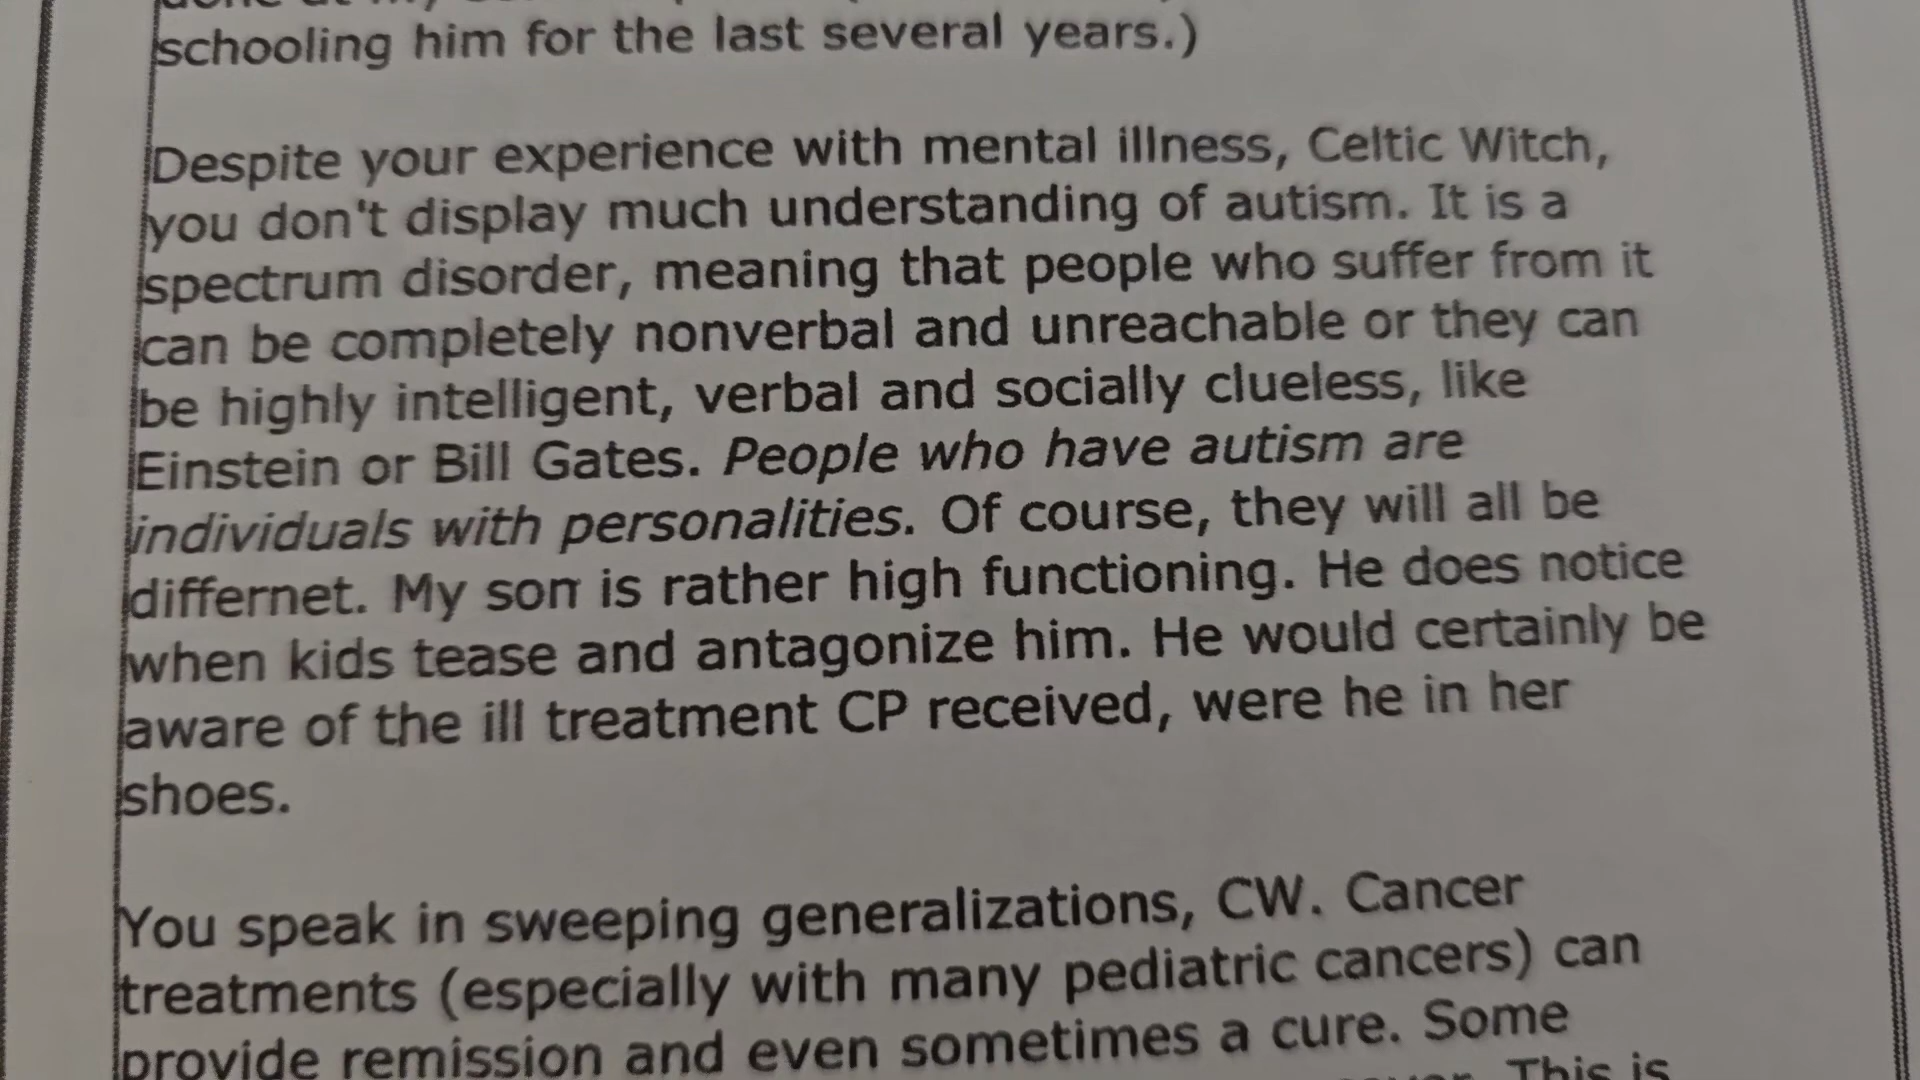 schooling him for the last several years.)
Despite your experience with mental illness, Celtic Witch,
you don't display much understanding of autism. It is a
spectrum disorder, meaning that people who suffer from it
can be completely nonverbal and unreachable or they can
be highly intelligent, verbal and socially clueless, like
Einstein or Bill Gates. People who have autism are
individuals with personalities. Of course, they will all be
differnet. My son is rather high functioning. He does notice
when kids tease and antagonize him. He would certainly be
aware of the ill treatment CP received, were he in her
shoes.
You speak in sweeping generalizations, CW. Cancer
treatments (especially with many pediatric cancers) can
provide remission and even sometimes a cure. Some
This is